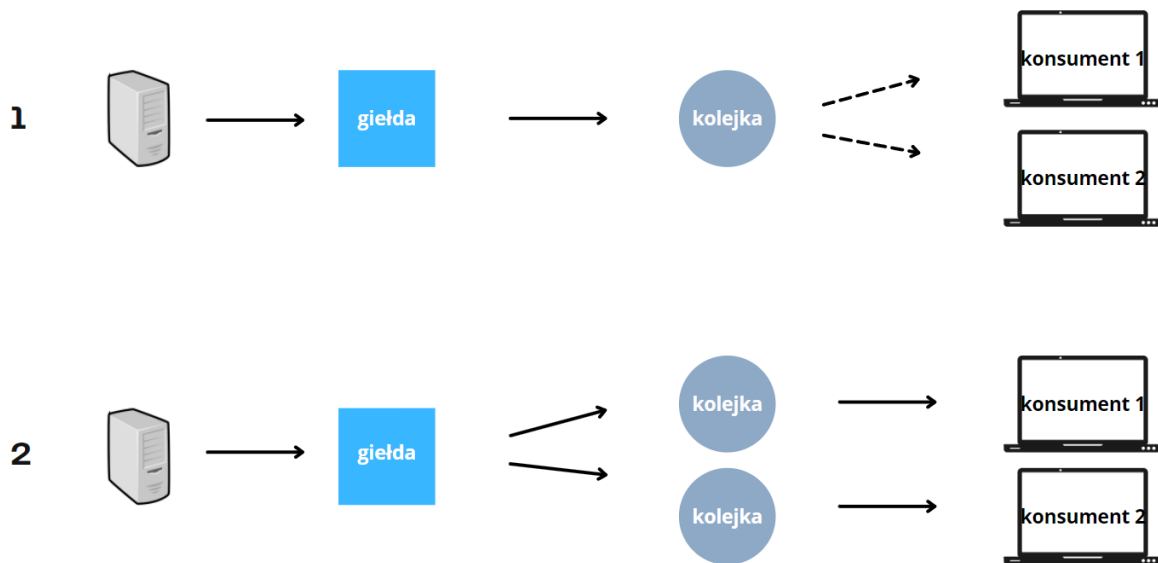 1
giełda
kolejka
konsument 1
konsument 2
2
giełda
kolejka
kolejka
konsument 1
konsument 2